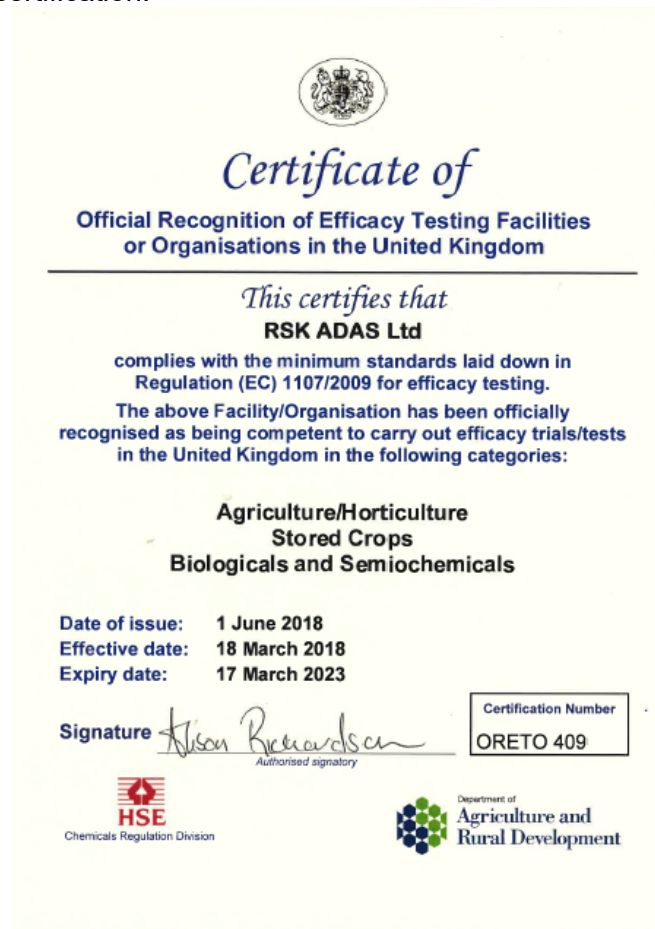 Certificate of
Official Recognition of Efficacy Testing Facilities
or Organisations in the United Kingdom
This certifies that
RSK ADAS Ltd
complies with the minimum standards laid down in
Regulation (EC) 1107/2009 for efficacy testing.
The above Facility/Organisation has been officially
recognised as being competent to carry out efficacy trials/tests
in the United Kingdom in the following categories:
Agriculture/Horticulture
Stored Crops
Biologicals and Semiochemicals
Date of issue: 1 June 2018
Effective date: 18 March 2018
Expiry date: 17 March 2023
Signature Alison Richardson
Authorised signatory
Certification Number
ORETO 409
HSE
Chemicals Regulation Division
Department of
Agriculture and
Rural Development